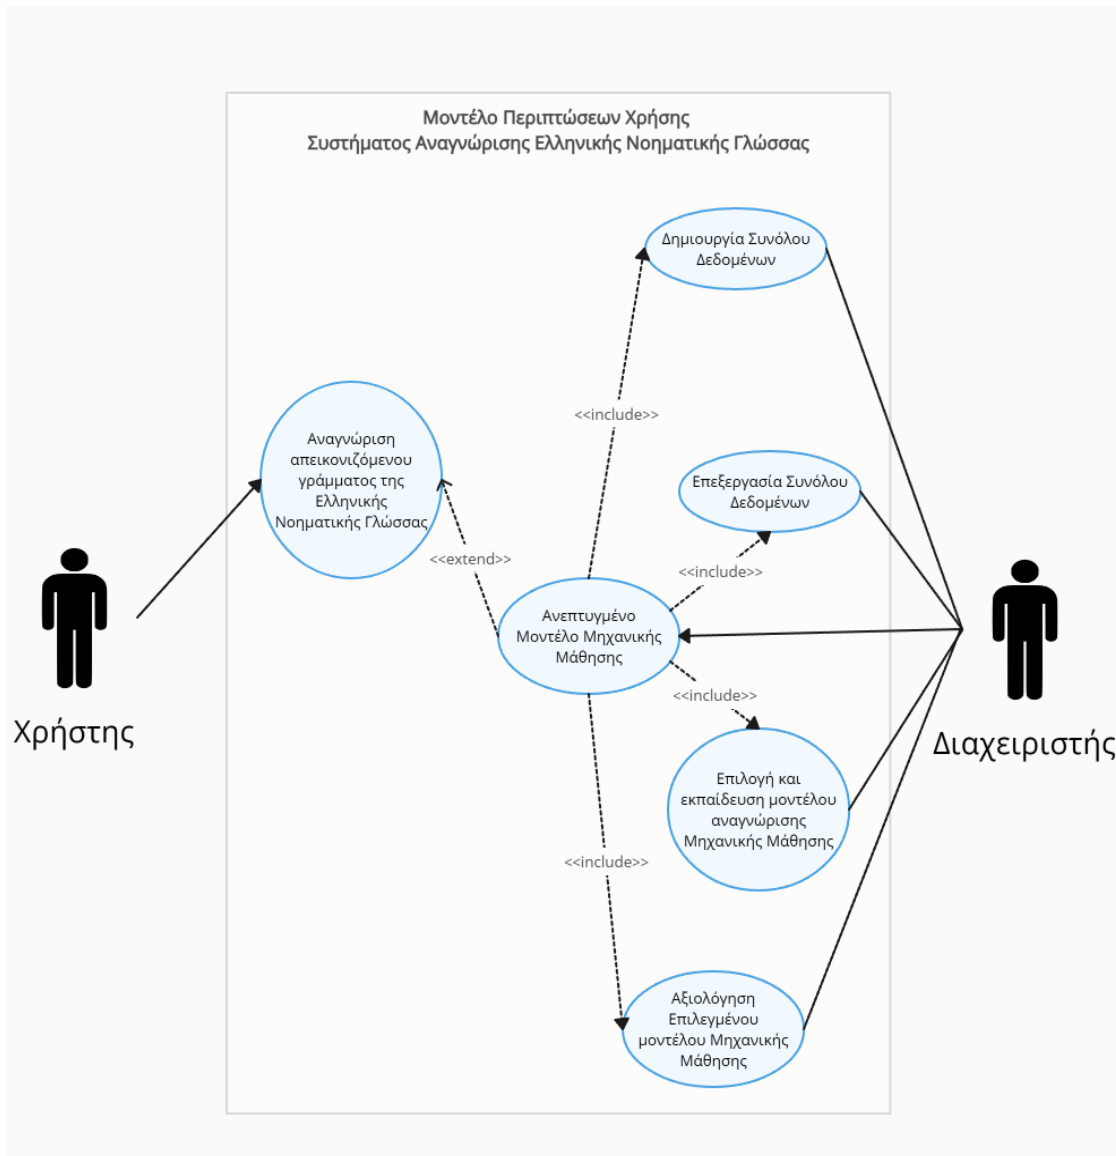 Μοντέλο Περιπτώσεων Χρήσης
Συστήματος Αναγνώρισης Ελληνικής Νοηματικής Γλώσσας
Δημιουργία Συνόλου
Δεδομένων
<<include>>
Αναγνώριση
απεικονιζόμενου
γράμματος της
Ελληνικής
Νοηματικής Γλώσσας
Επεξεργασία Συνόλου
Δεδομένων
<<extend>>
<<include>>
Ανεπτυγμένο
Μοντέλο Μηχανικής
Μάθησης
<<include>>
Χρήστης
Διαχειριστής
Επιλογή και
εκπαίδευση μοντέλου
αναγνώρισης
Μηχανικής Μάθησης
<<include>>
Αξιολόγηση
Επιλεγμένου
μοντέλου Μηχανικής
Μάθησης